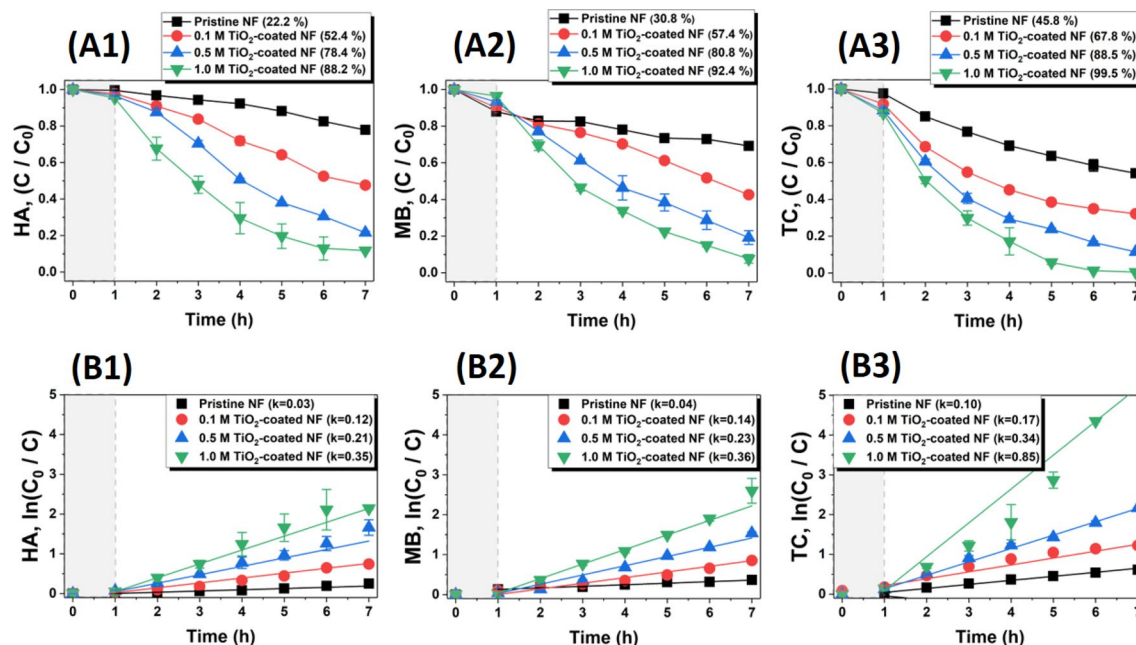 (A1)
Pristine NF (22.2 %)
0.1 M TiO₂-coated NF (52.4 %)
0.5 M TiO₂-coated NF (78.4 %)
1.0 M TiO₂-coated NF (88.2 %)
HA, (C / C₀)
1.0
0.8
0.6
0.4
0.2
0.0
0 1 2 3 4 5 6 7
Time (h)
(A2)
Pristine NF (30.8 %)
0.1 M TiO₂-coated NF (57.4 %)
0.5 M TiO₂-coated NF (80.8 %)
1.0 M TiO₂-coated NF (92.4 %)
MB, (C / C₀)
1.0
0.8
0.6
0.4
0.2
0.0
0 1 2 3 4 5 6 7
Time (h)
(A3)
Pristine NF (45.8 %)
0.1 M TiO₂-coated NF (67.8 %)
0.5 M TiO₂-coated NF (88.5 %)
1.0 M TiO₂-coated NF (99.5 %)
TC, (C / C₀)
1.0
0.8
0.6
0.4
0.2
0.0
0 1 2 3 4 5 6 7
Time (h)
(B1)
Pristine NF (k=0.03)
0.1 M TiO₂-coated NF (k=0.12)
0.5 M TiO₂-coated NF (k=0.21)
1.0 M TiO₂-coated NF (k=0.35)
HA, ln(C₀ / C)
5
4
3
2
1
0
0 1 2 3 4 5 6 7
Time (h)
(B2)
Pristine NF (k=0.04)
0.1 M TiO₂-coated NF (k=0.14)
0.5 M TiO₂-coated NF (k=0.23)
1.0 M TiO₂-coated NF (k=0.36)
MB, ln(C₀ / C)
5
4
3
2
1
0
0 1 2 3 4 5 6 7
Time (h)
(B3)
Pristine NF (k=0.10)
0.1 M TiO₂-coated NF (k=0.17)
0.5 M TiO₂-coated NF (k=0.34)
1.0 M TiO₂-coated NF (k=0.85)
TC, ln(C₀ / C)
5
4
3
2
1
0
0 1 2 3 4 5 6 7
Time (h)